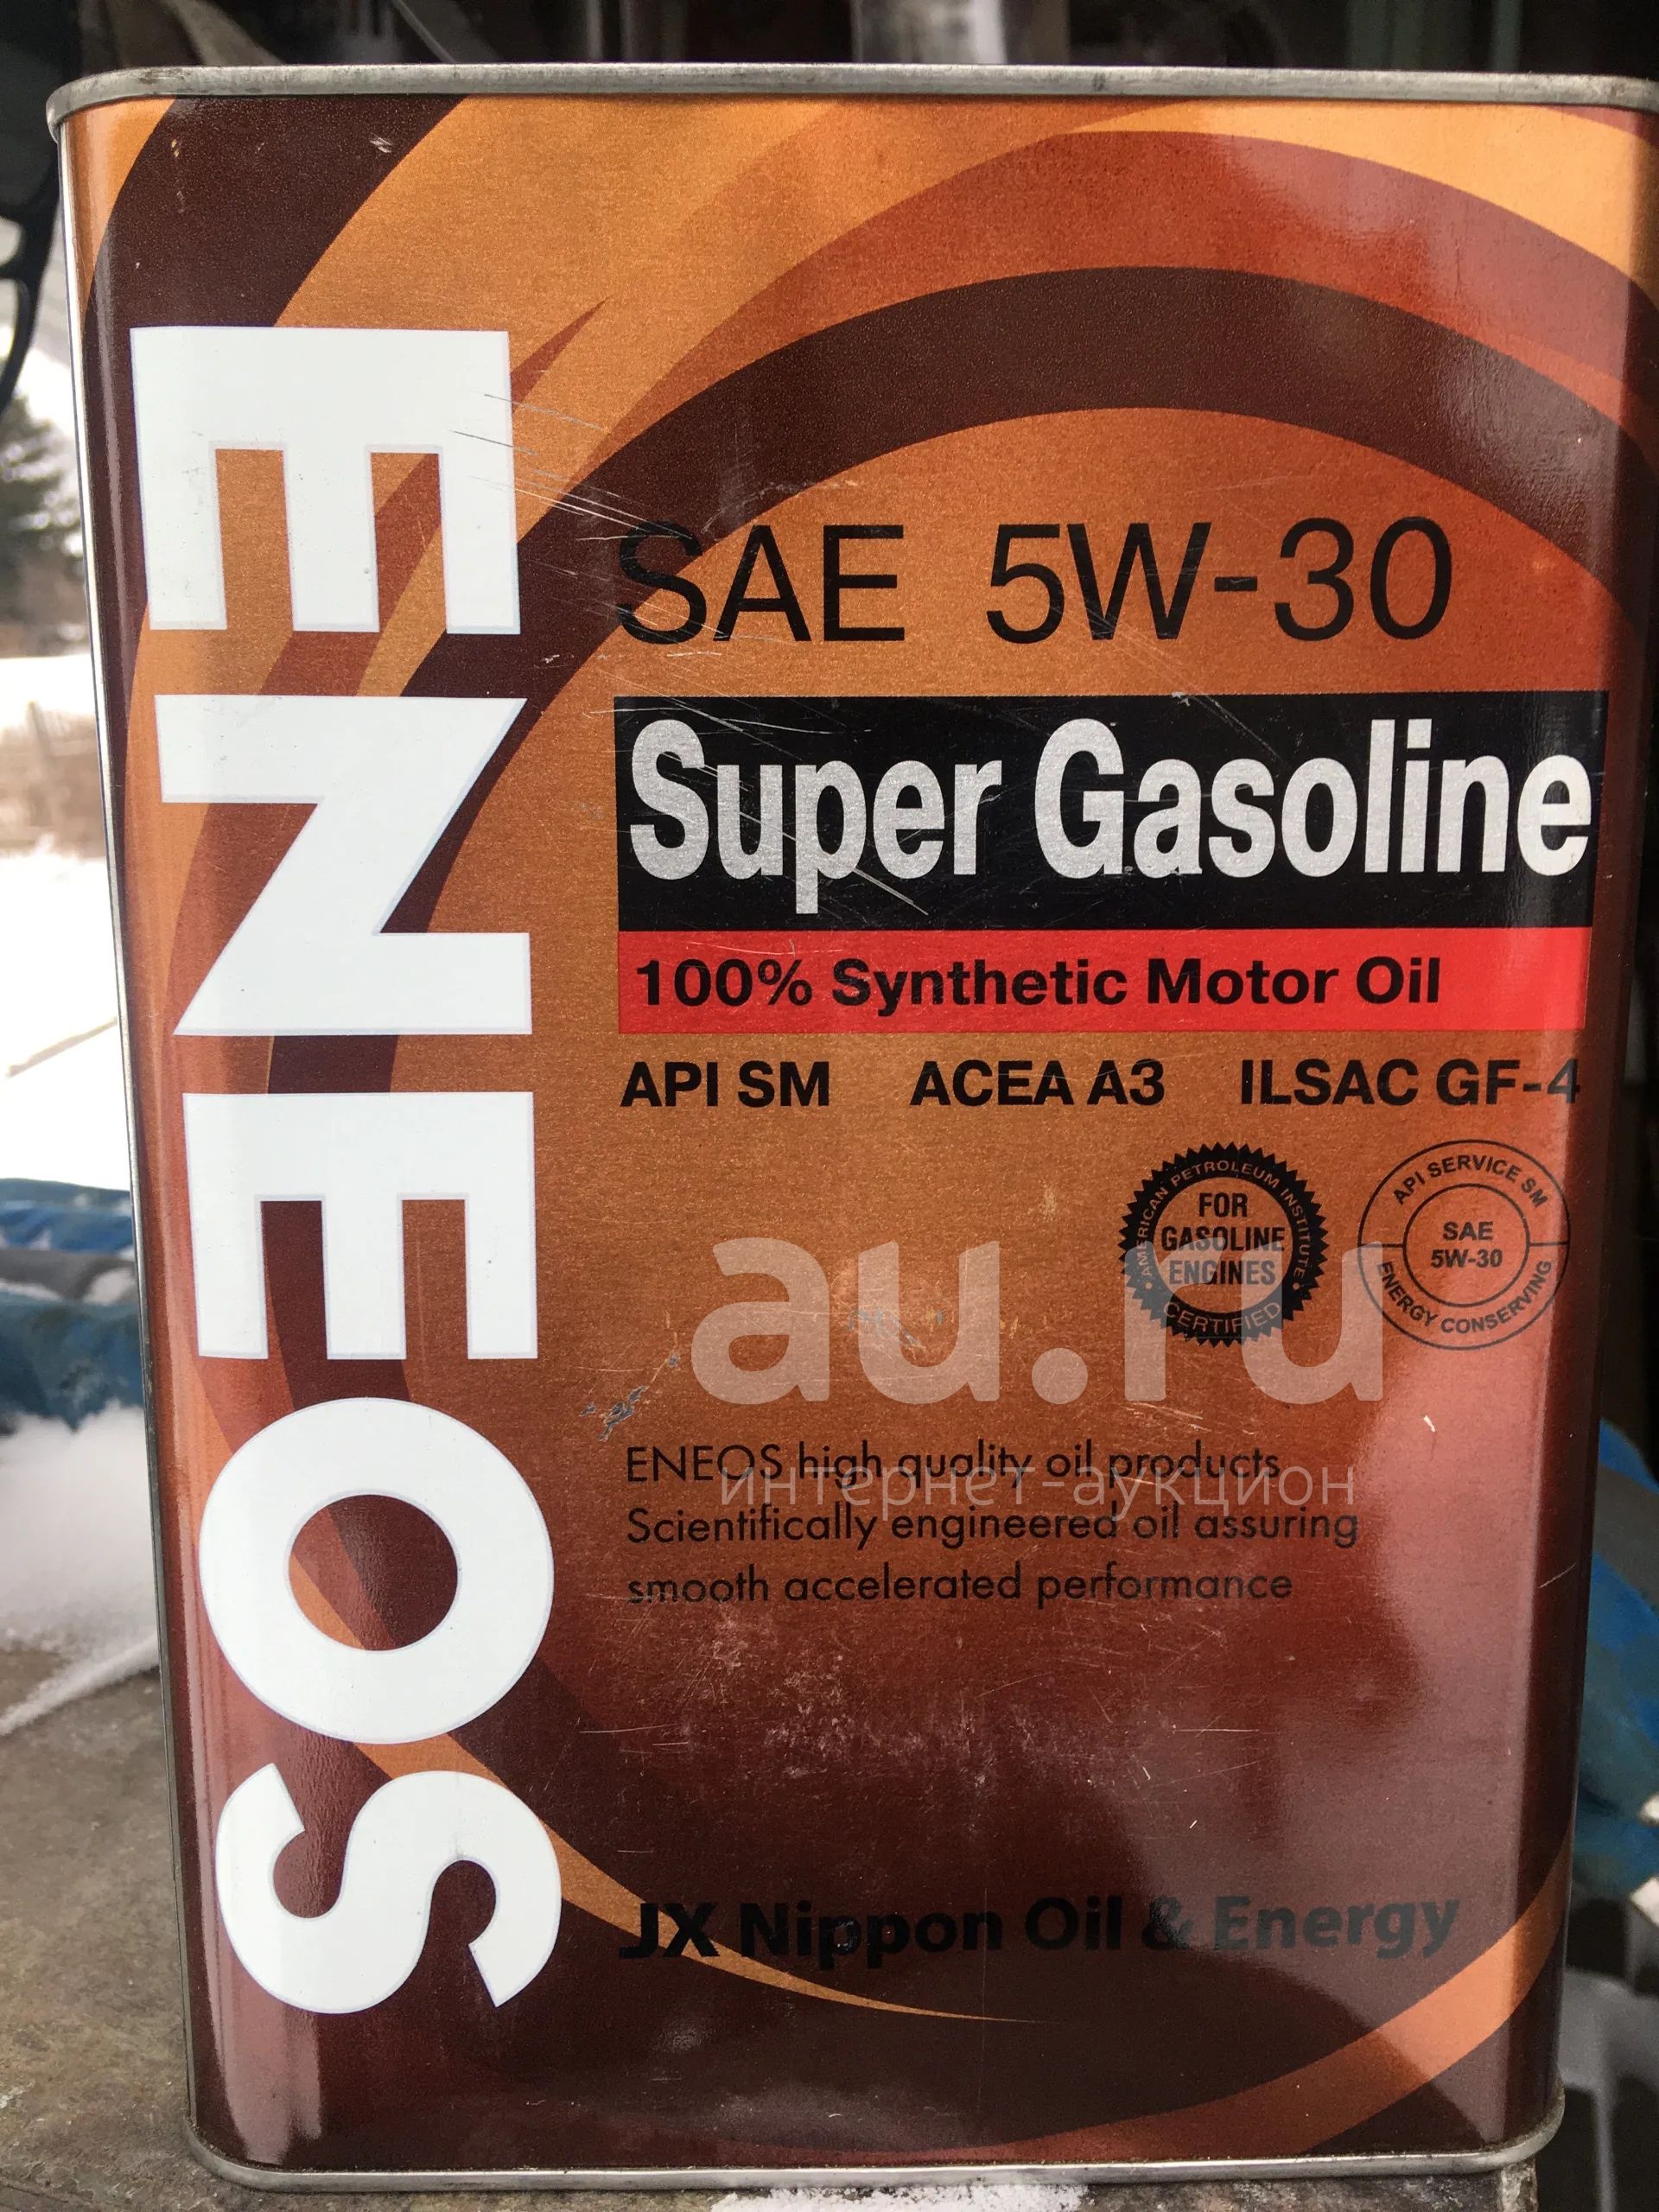 ENEOS
SAE 5W-30
Super Gasoline
100% Synthetic Motor Oil
API SM ACEA A3 ILSAC GF-4
AMERICAN PETROLEUM INSTITUTE
FOR
GASOLINE
ENGINES
CERTIFIED
API SERVICE SM
SAE
5W-30
ENERGY CONSERVING
au.ru
интернет-аукцион
ENEOS high quality oil products
Scientifically engineered oil assuring
smooth accelerated performance
JX Nippon Oil & Energy